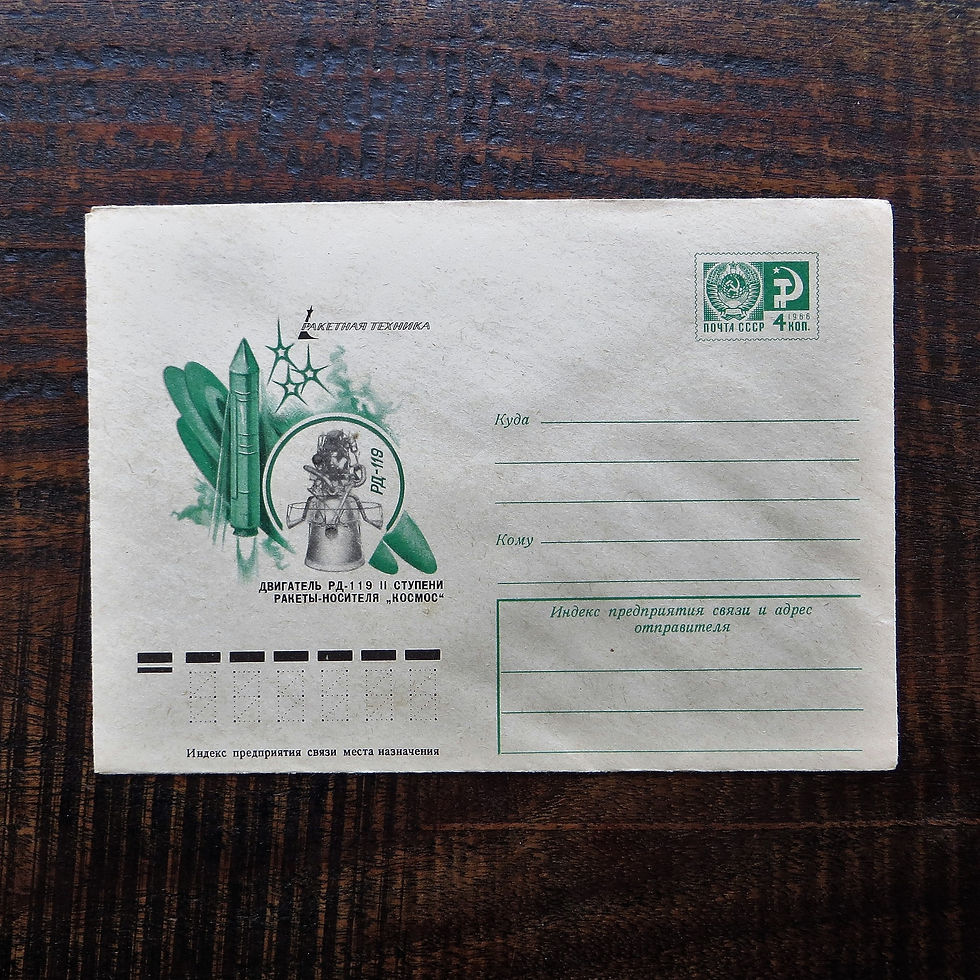 РАКЕТНАЯ ТЕХНИКА
ПОЧТА СССР 4 1966 КОП.
РД-119
ДВИГАТЕЛЬ РД-119 II СТУПЕНИ
РАКЕТЫ-НОСИТЕЛЯ „КОСМОС“
Куда
Кому
Индекс предприятия связи и адрес
отправителя
Индекс предприятия связи места назначения